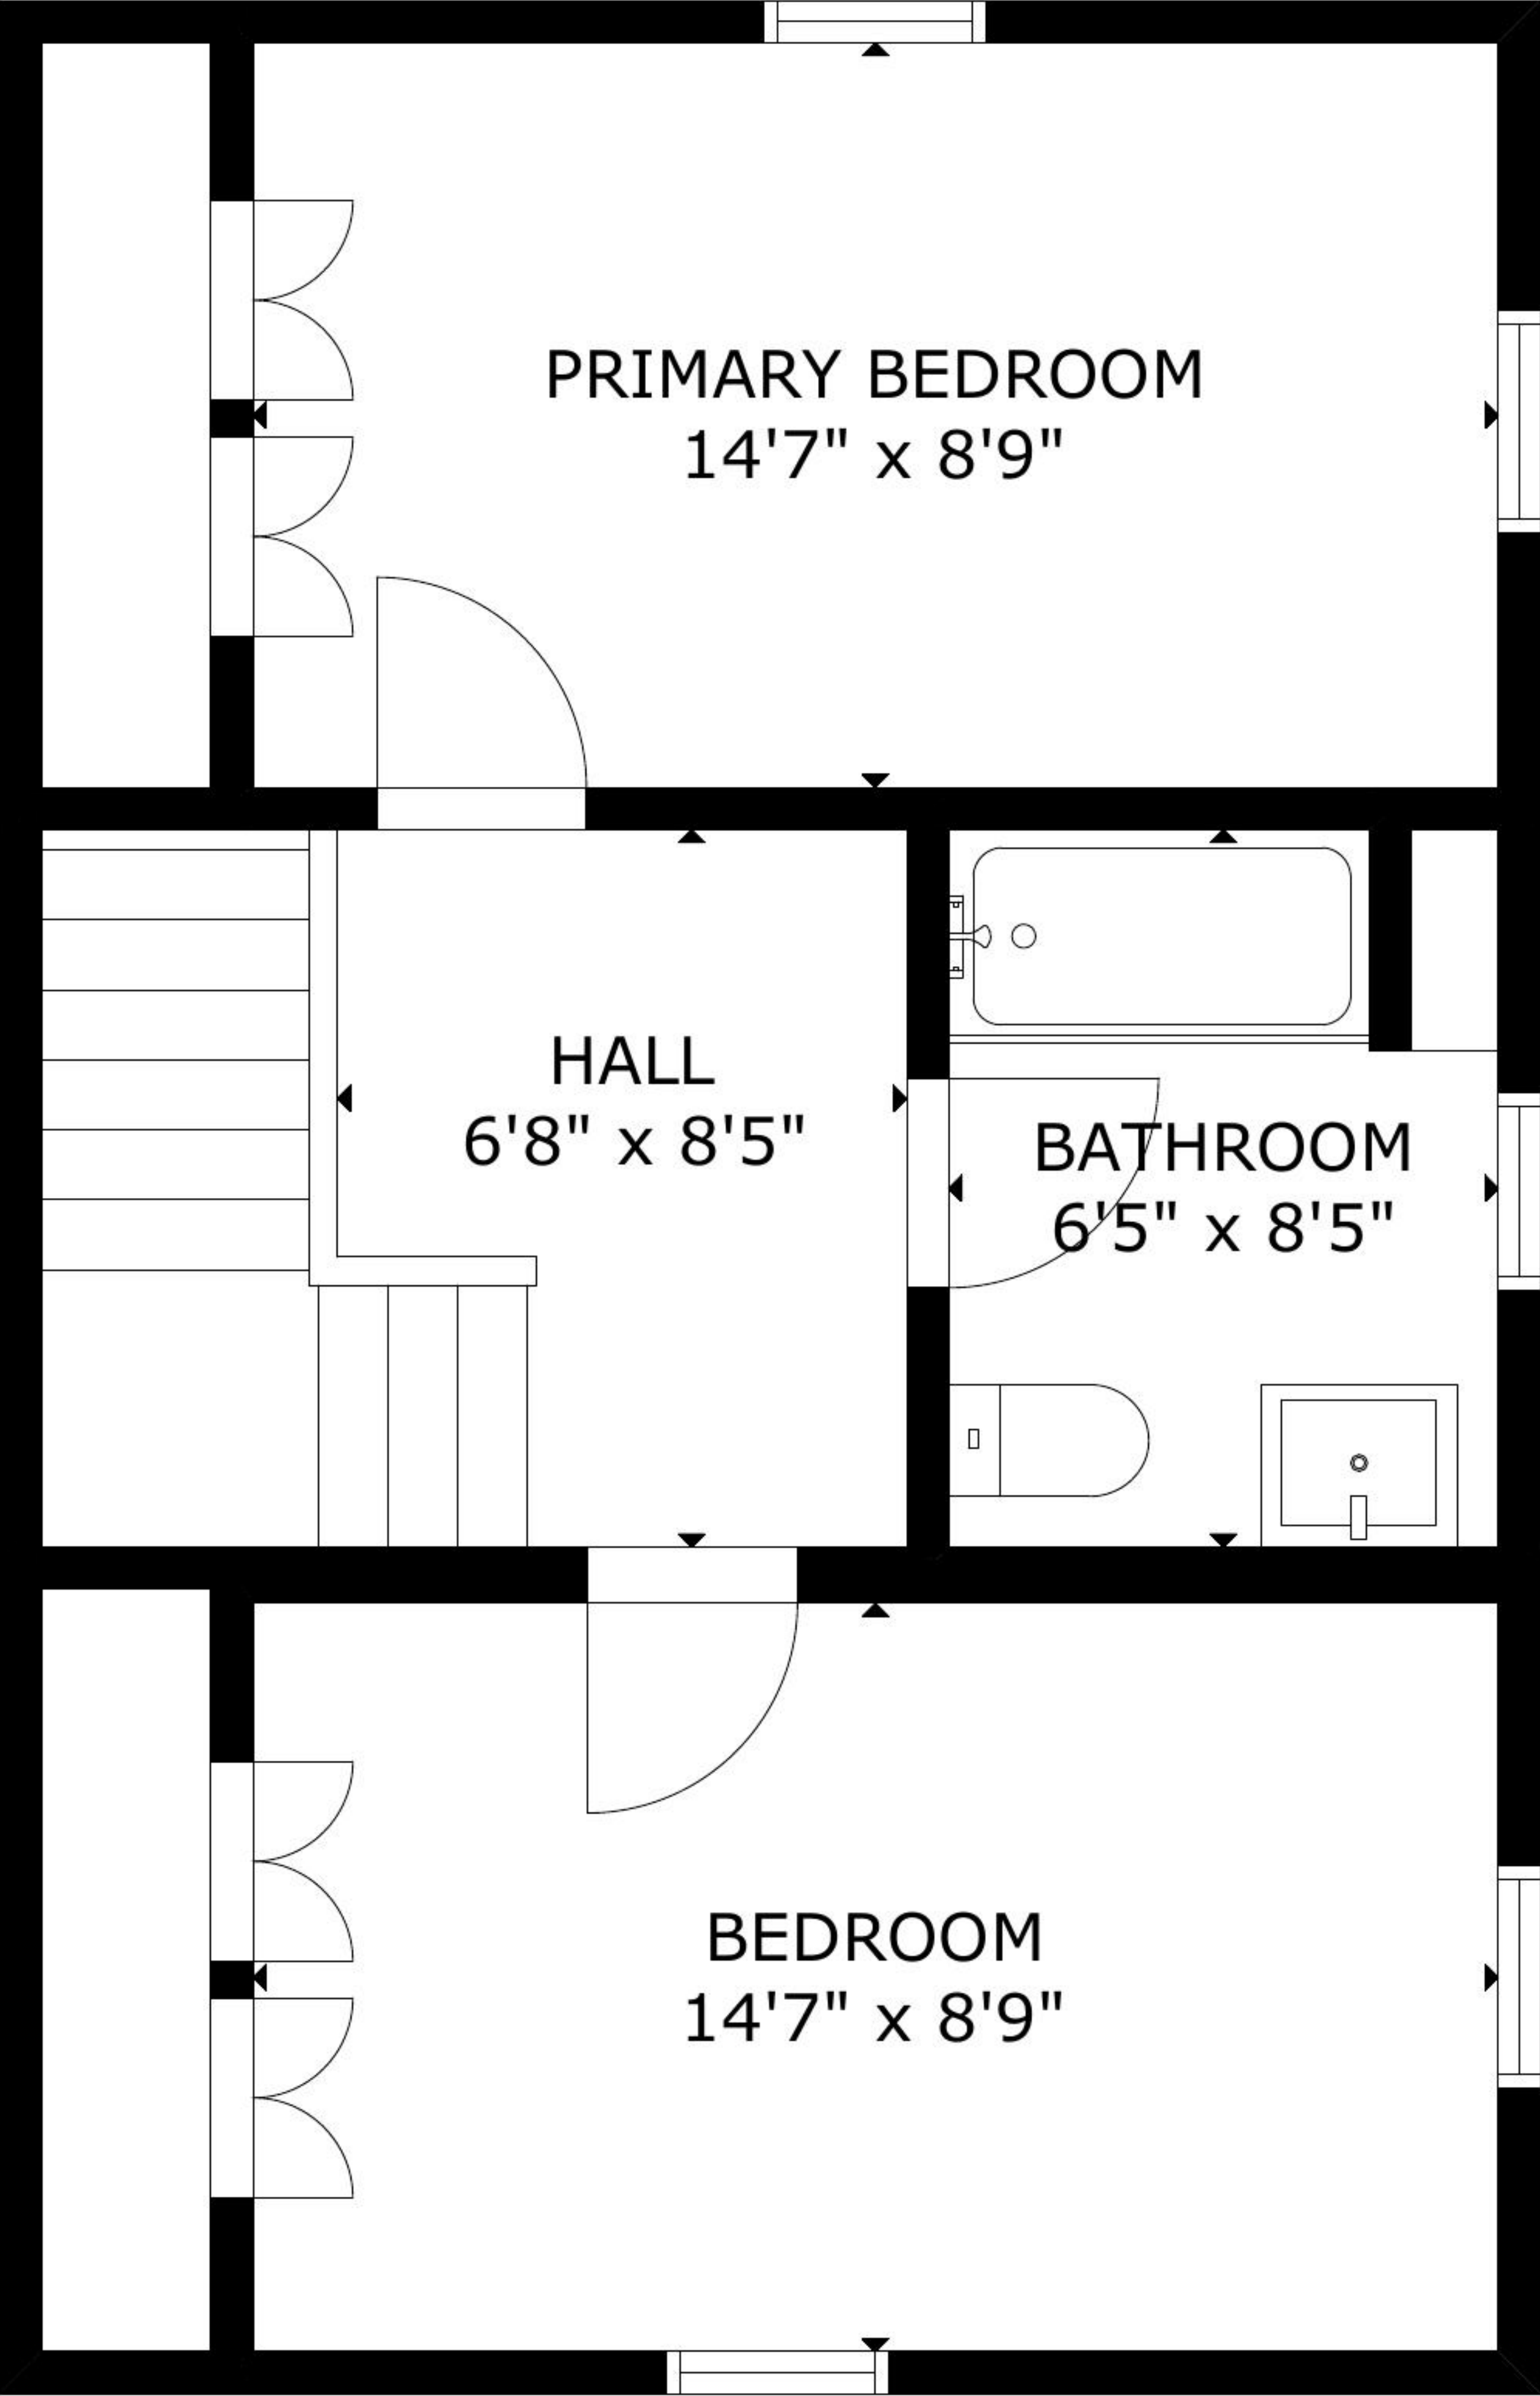 PRIMARY BEDROOM
14'7" x 8'9"
HALL
6'8" x 8'5"
BATHROOM
6'5" x 8'5"
BEDROOM
14'7" x 8'9"